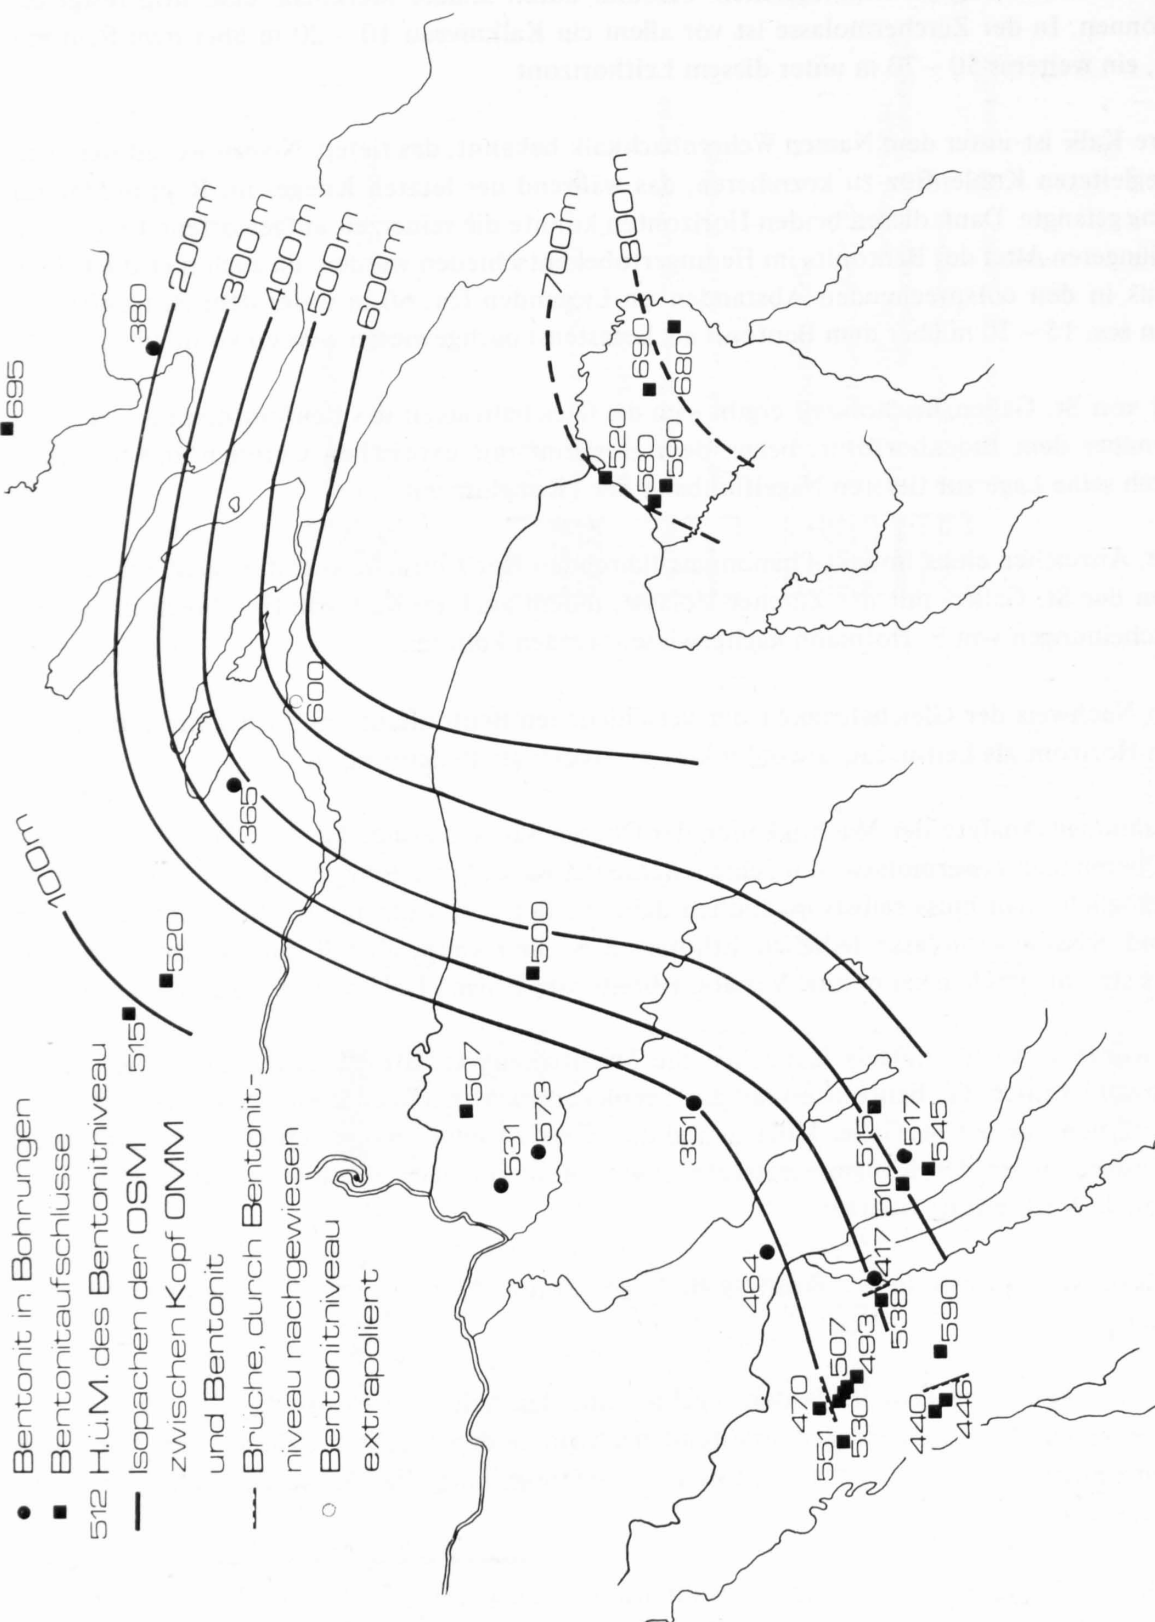 Bentonit in Bohrungen
Bentonitaufschlüsse
512 H.ü.M. des Bentonitniveau
Isopachen der OSM
zwischen Kopf OMM
und Bentonit
Brüche, durch Bentonit-
niveau nachgewiesen
Bentonitniveau
extrapoliert
695
380
200m
300m
400m
500m
600m
700m
800m
100m
520
515
365
600
500
507
531
573
351
520
580
590
690
680
464
515
517
510
545
417
538
493
507
470
551
530
590
440
446